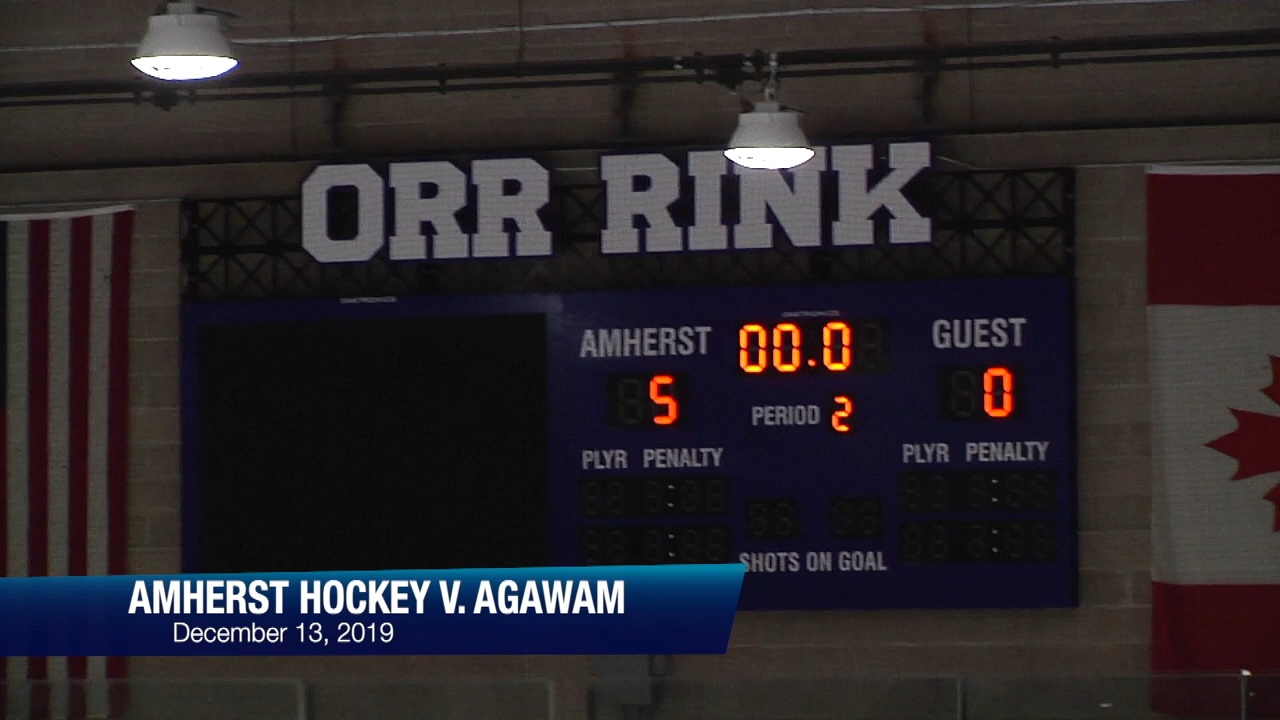 ORR RINK
AMHERST 00.0 GUEST
5 PERIOD 2 0
PLYR PENALTY PLYR PENALTY
SHOTS ON GOAL
AMHERST HOCKEY V. AGAWAM
December 13, 2019